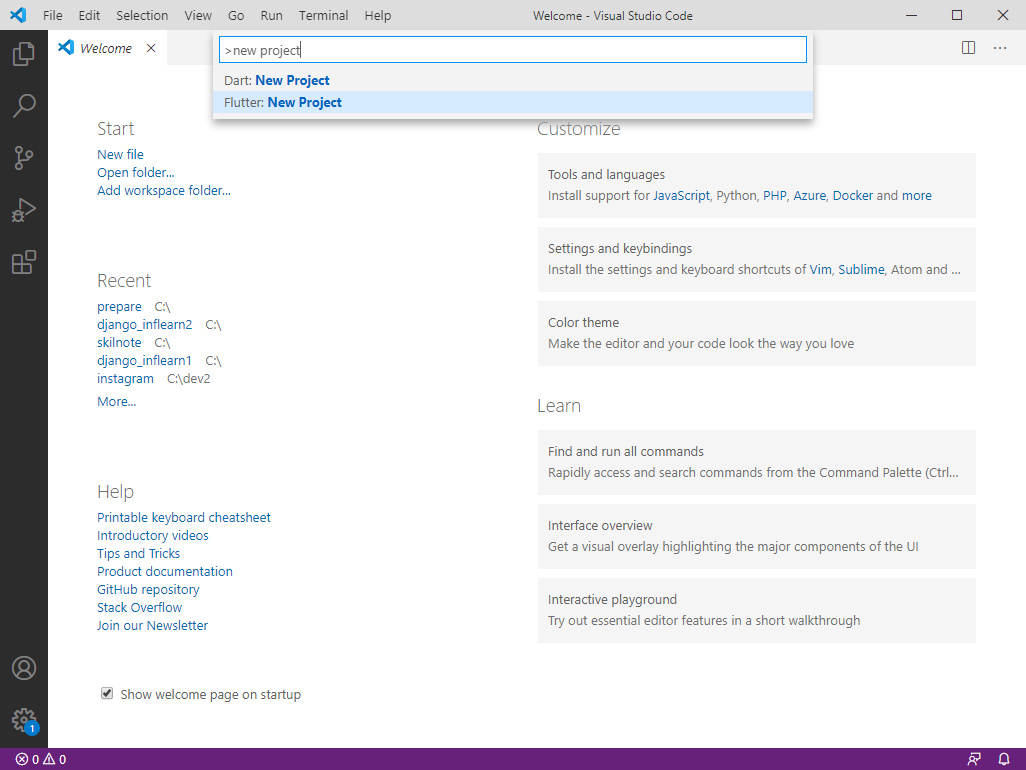 File Edit Selection View Go Run Terminal Help Welcome - Visual Studio Code
Welcome
>new project
Dart: New Project
Flutter: New Project
Start
New file
Open folder...
Add workspace folder...
Recent
prepare C:\
django_inflearn2 C:\
skilnote C:\
django_inflearn1 C:\
instagram C:\dev2
More...
Help
Printable keyboard cheatsheet
Introductory videos
Tips and Tricks
Product documentation
GitHub repository
Stack Overflow
Join our Newsletter
Show welcome page on startup
Customize
Tools and languages
Install support for JavaScript, Python, PHP, Azure, Docker and more
Settings and keybindings
Install the settings and keyboard shortcuts of Vim, Sublime, Atom and ...
Color theme
Make the editor and your code look the way you love
Learn
Find and run all commands
Rapidly access and search commands from the Command Palette (Ctrl...
Interface overview
Get a visual overlay highlighting the major components of the UI
Interactive playground
Try out essential editor features in a short walkthrough
1
0 0